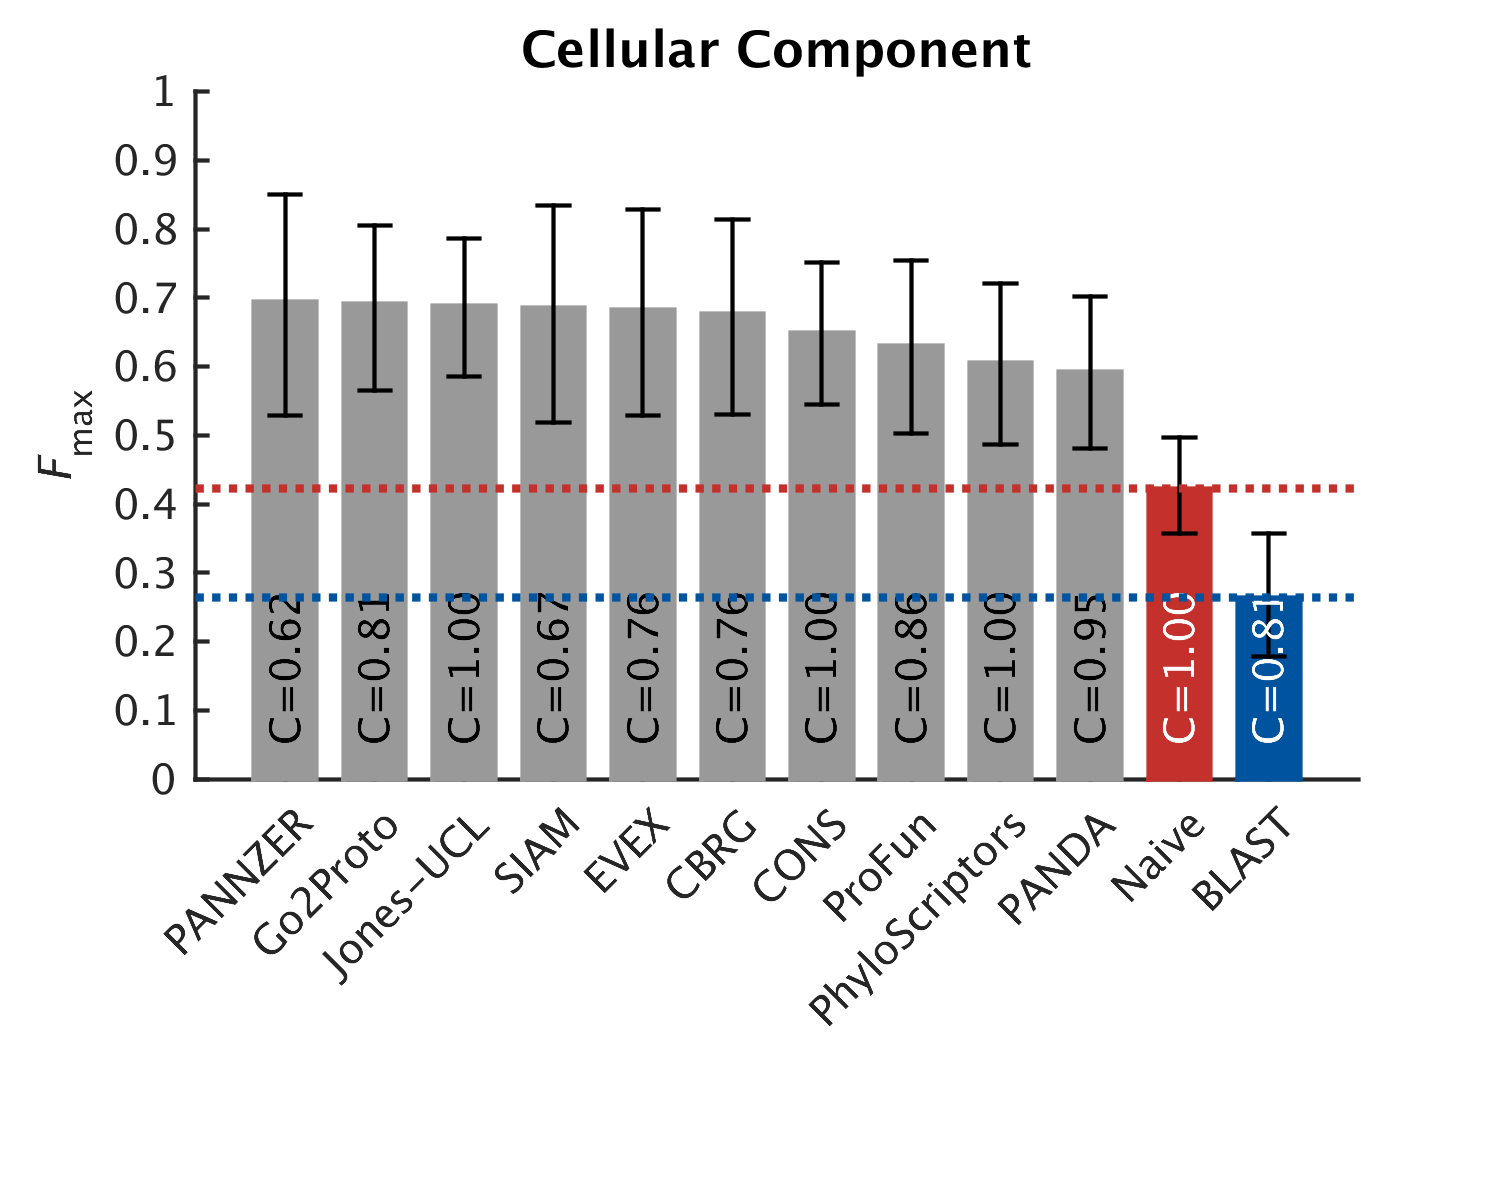 Cellular Component
1
0.9
0.8
0.7
0.6
0.5
0.4
0.3
0.2
0.1
0
Fmax
C=0.62
C=0.81
C=1.00
C=0.67
C=0.76
C=0.76
C=1.00
C=0.86
C=1.00
C=0.95
C=1.00
C=0.81
PANNZER
Go2Proto
Jones-UCL
SIAM
EVEX
CBRG
CONS
ProFun
PhyloScriptors
PANDA
Naive
BLAST